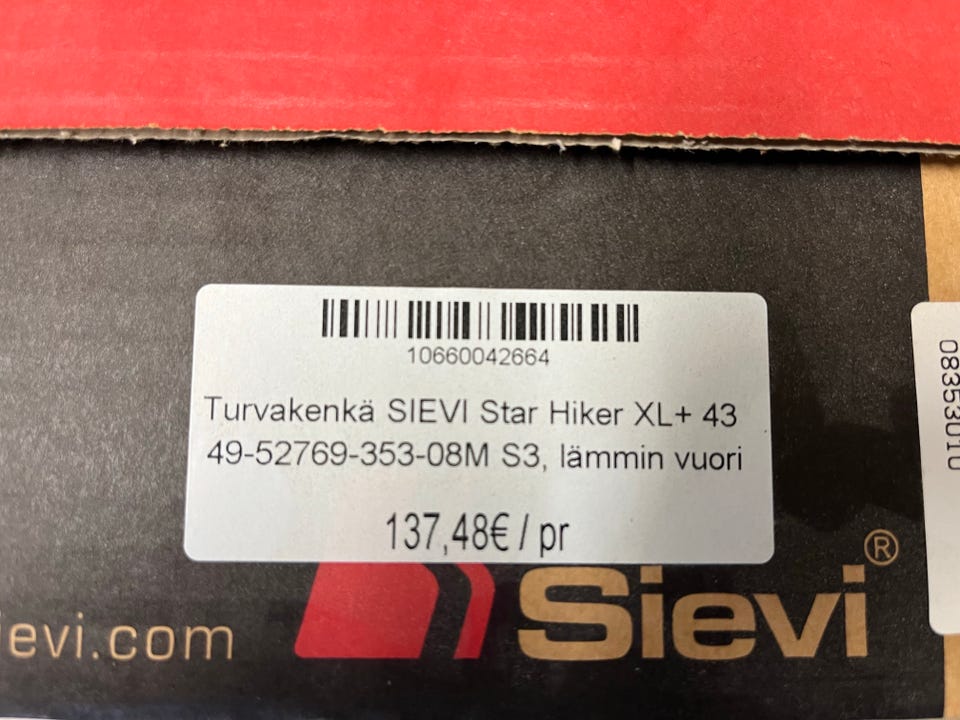 10660042664
Turvakenkä SIEVI Star Hiker XL+ 43
49-52769-353-08M S3, lämmin vuori
137,48€ / pr
Sievi®
ievi.com
08353010